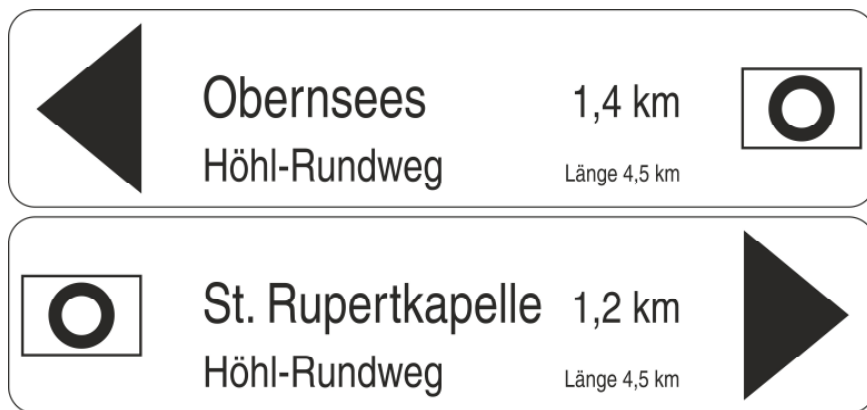 Obernsees 1,4 km
Höhl-Rundweg Länge 4,5 km
St. Rupertkapelle 1,2 km
Höhl-Rundweg Länge 4,5 km